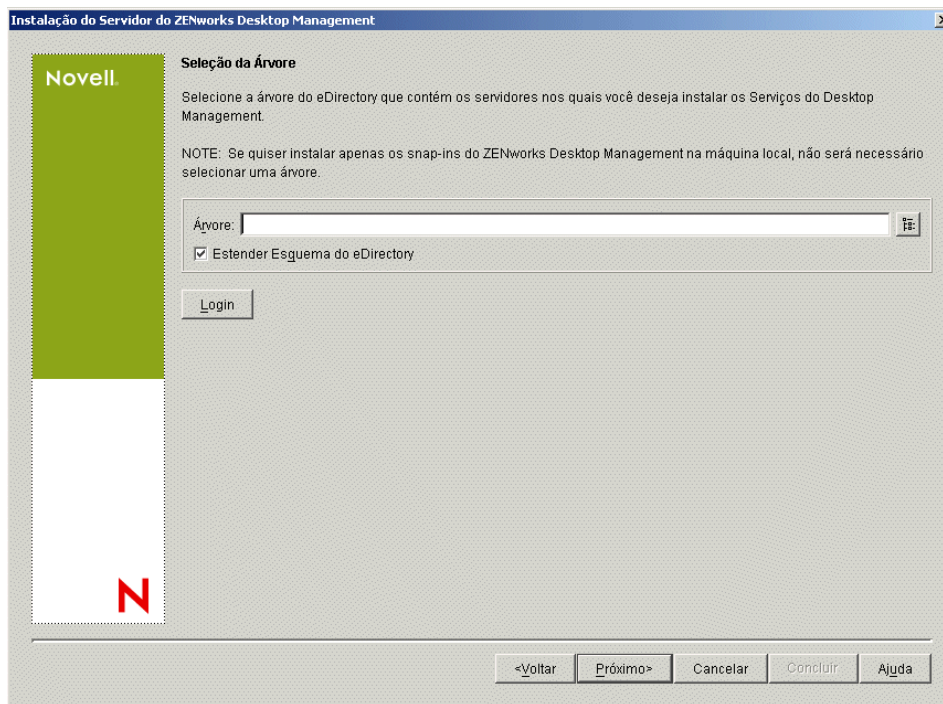 Instalação do Servidor do ZENworks Desktop Management
Novell.
Seleção da Árvore
Selecione a árvore do eDirectory que contém os servidores nos quais você deseja instalar os Serviços do Desktop
Management.
NOTE: Se quiser instalar apenas os snap-ins do ZENworks Desktop Management na máquina local, não será necessário
selecionar uma árvore.
Árvore:
Estender Esquema do eDirectory
Login
N
<Voltar Próximo> Cancelar Concluir Ajuda